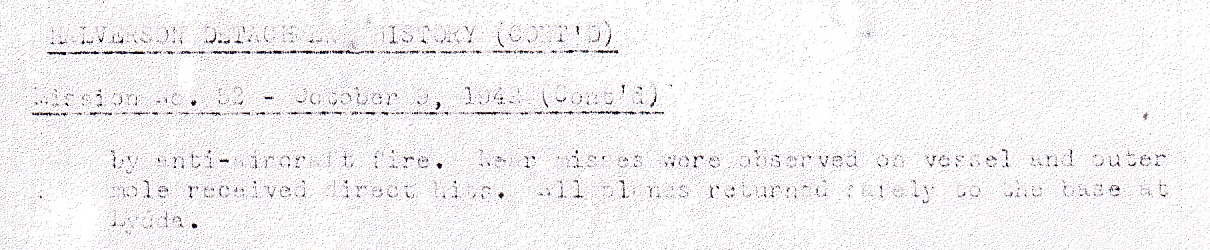 HALVERSON DETACHMENT HISTORY (CONT'D)
Mission No. 52 - October 9, 1942 (Cont'd)
by anti-aircraft fire. Near misses were observed on vessel and outer
mole received direct hits. All planes returned safely to the base at
Lydda.